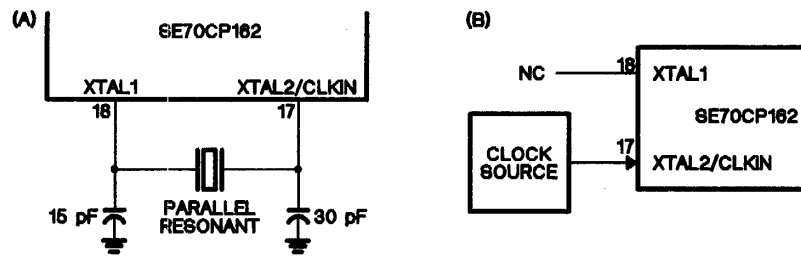 (A)
SE70CP162
XTAL1
XTAL2/CLKIN
18
17
15 pF
PARALLEL
RESONANT
30 pF
(B)
NC
18
XTAL1
SE70CP162
CLOCK
SOURCE
17
XTAL2/CLKIN